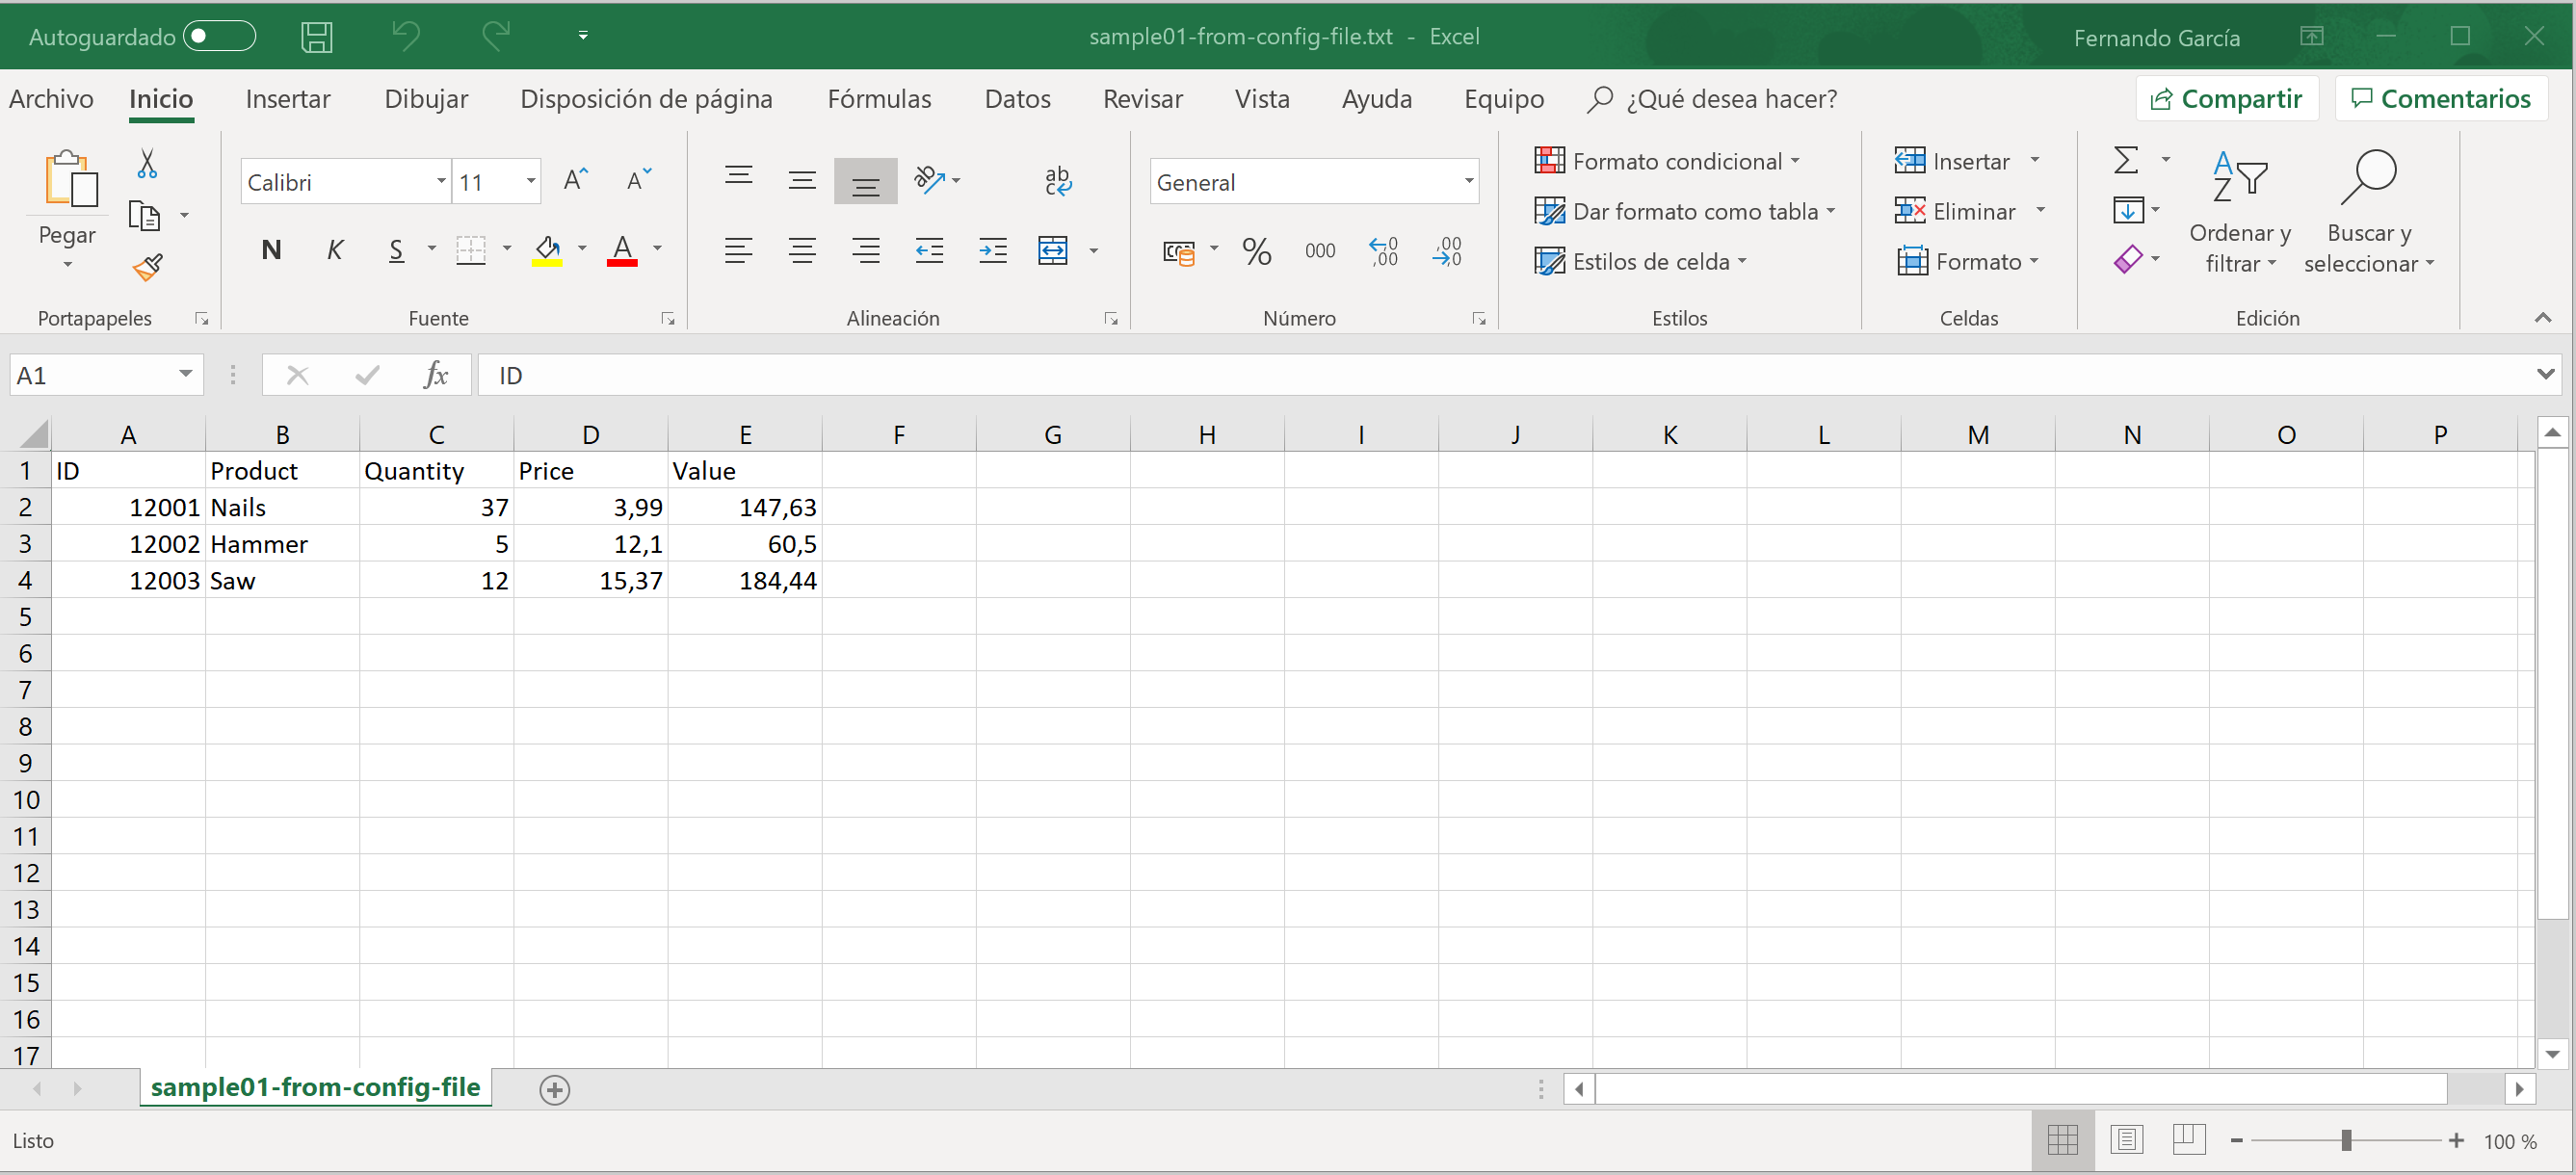 Autoguardado sample01-from-config-file.txt - Excel Fernando García
Archivo Inicio Insertar Dibujar Disposición de página Fórmulas Datos Revisar Vista Ayuda Equipo ¿Qué desea hacer? Compartir Comentarios
Pegar
Calibri 11
N K S A
ab
c
General
% 000
Formato condicional
Dar formato como tabla
Estilos de celda
Insertar
Eliminar
Formato
Ordenar y
filtrar
Buscar y
seleccionar
Portapapeles Fuente Alineación Número Estilos Celdas Edición
A1 fx ID
A B C D E F G H I J K L M N O P
1 ID Product Quantity Price Value
2 12001 Nails 37 3,99 147,63
3 12002 Hammer 5 12,1 60,5
4 12003 Saw 12 15,37 184,44
5
6
7
8
9
10
11
12
13
14
15
16
17
sample01-from-config-file
Listo 100 %